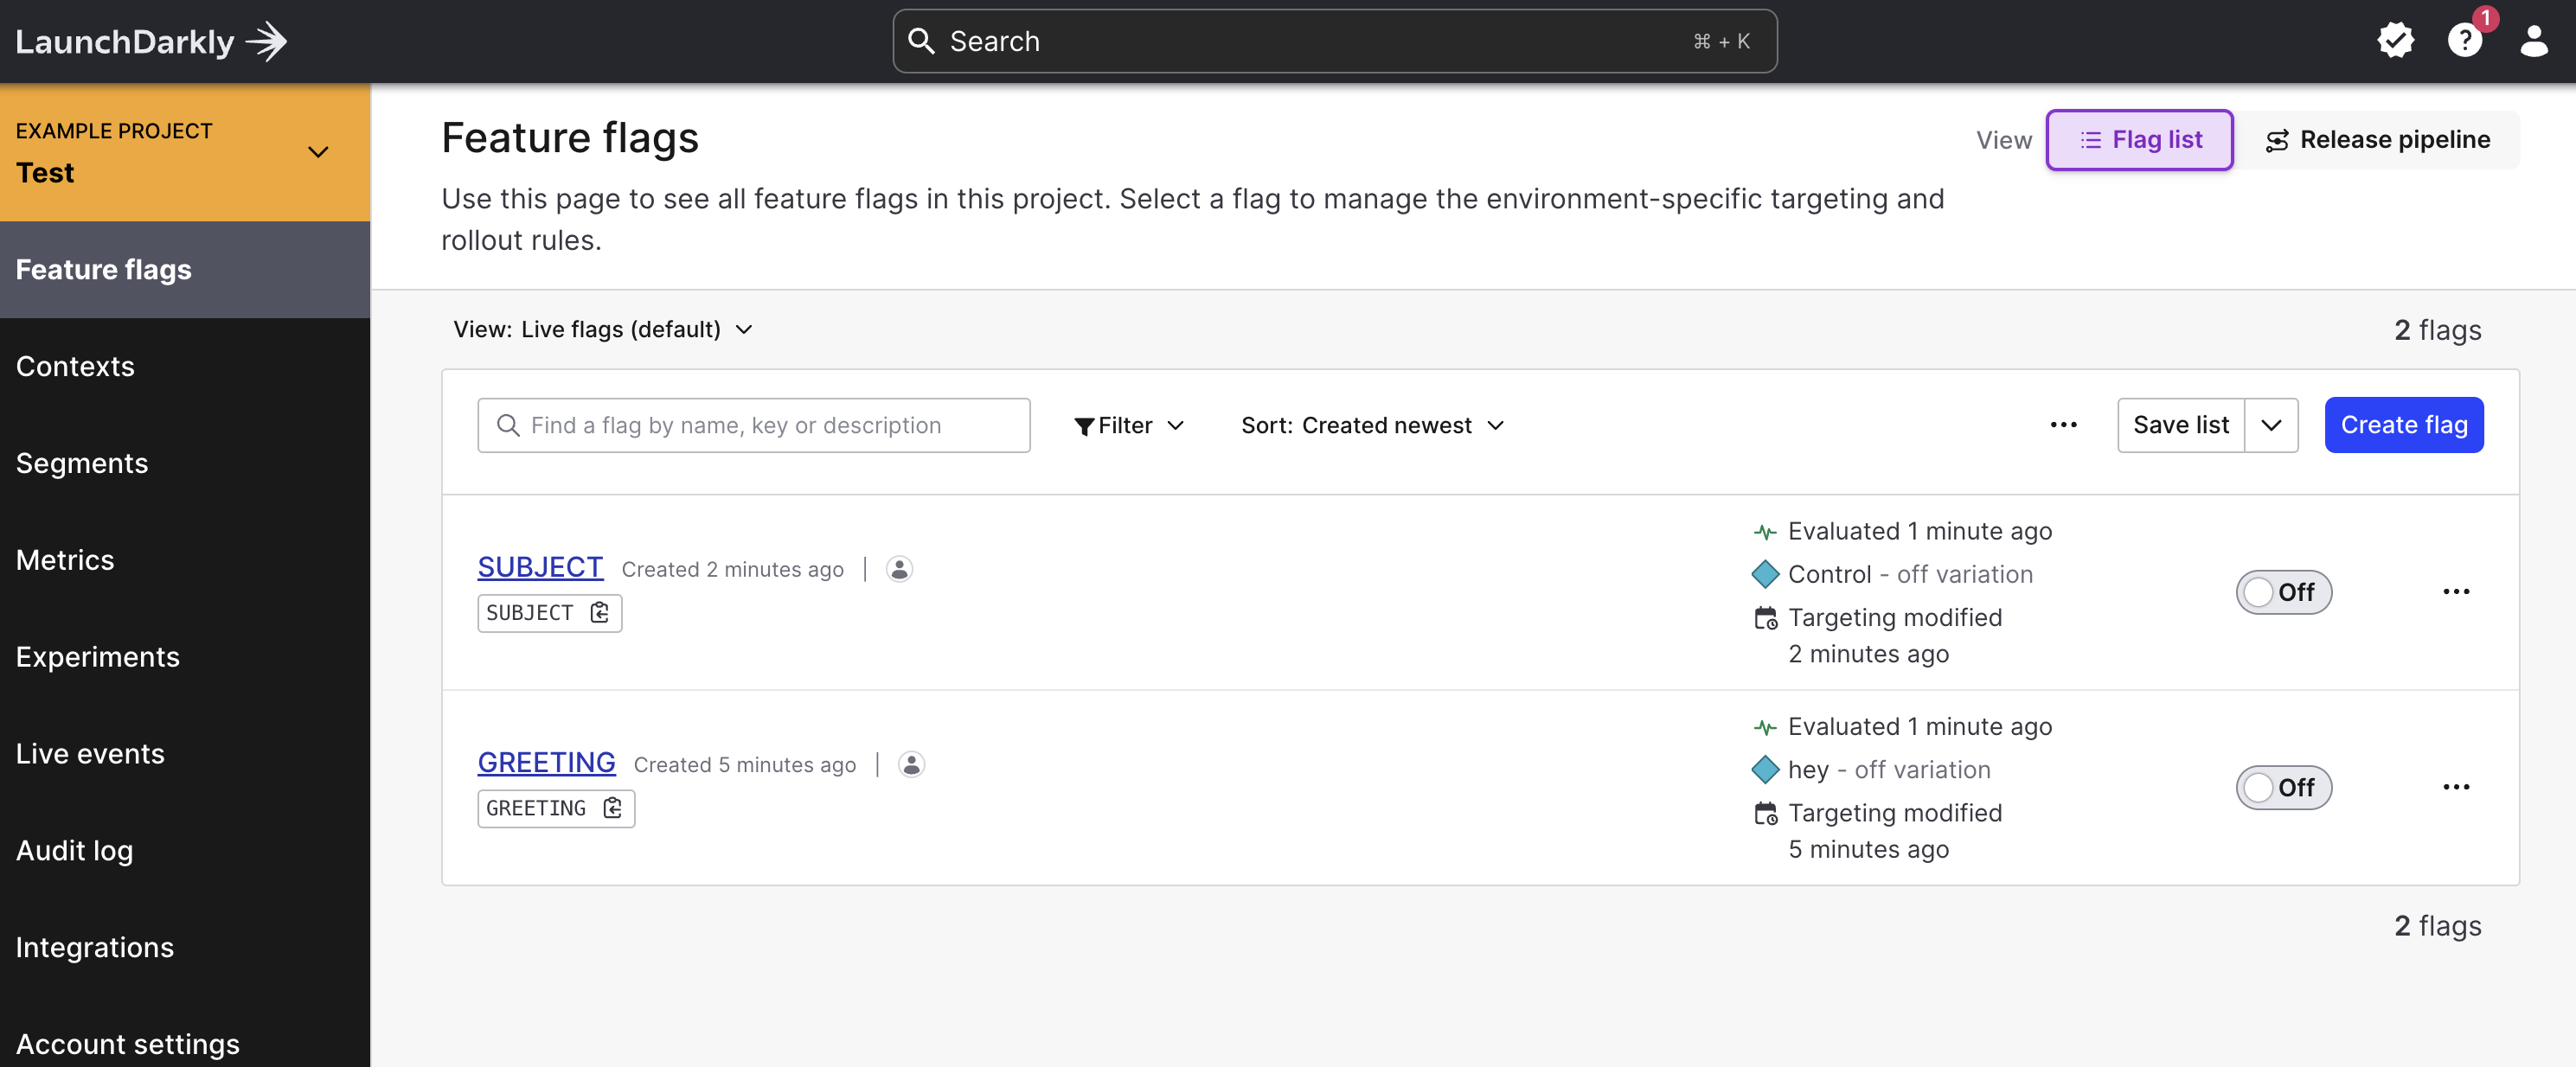 LaunchDarkly
Search
⌘ + K
1
EXAMPLE PROJECT
Test
Feature flags
Contexts
Segments
Metrics
Experiments
Live events
Audit log
Integrations
Account settings
Feature flags
View
Flag list
Release pipeline
Use this page to see all feature flags in this project. Select a flag to manage the environment-specific targeting and
rollout rules.
View: Live flags (default)
2 flags
Find a flag by name, key or description
Filter
Sort: Created newest
Save list
Create flag
SUBJECT Created 2 minutes ago
SUBJECT
Evaluated 1 minute ago
Control - off variation
Targeting modified
2 minutes ago
Off
GREETING Created 5 minutes ago
GREETING
Evaluated 1 minute ago
hey - off variation
Targeting modified
5 minutes ago
Off
2 flags